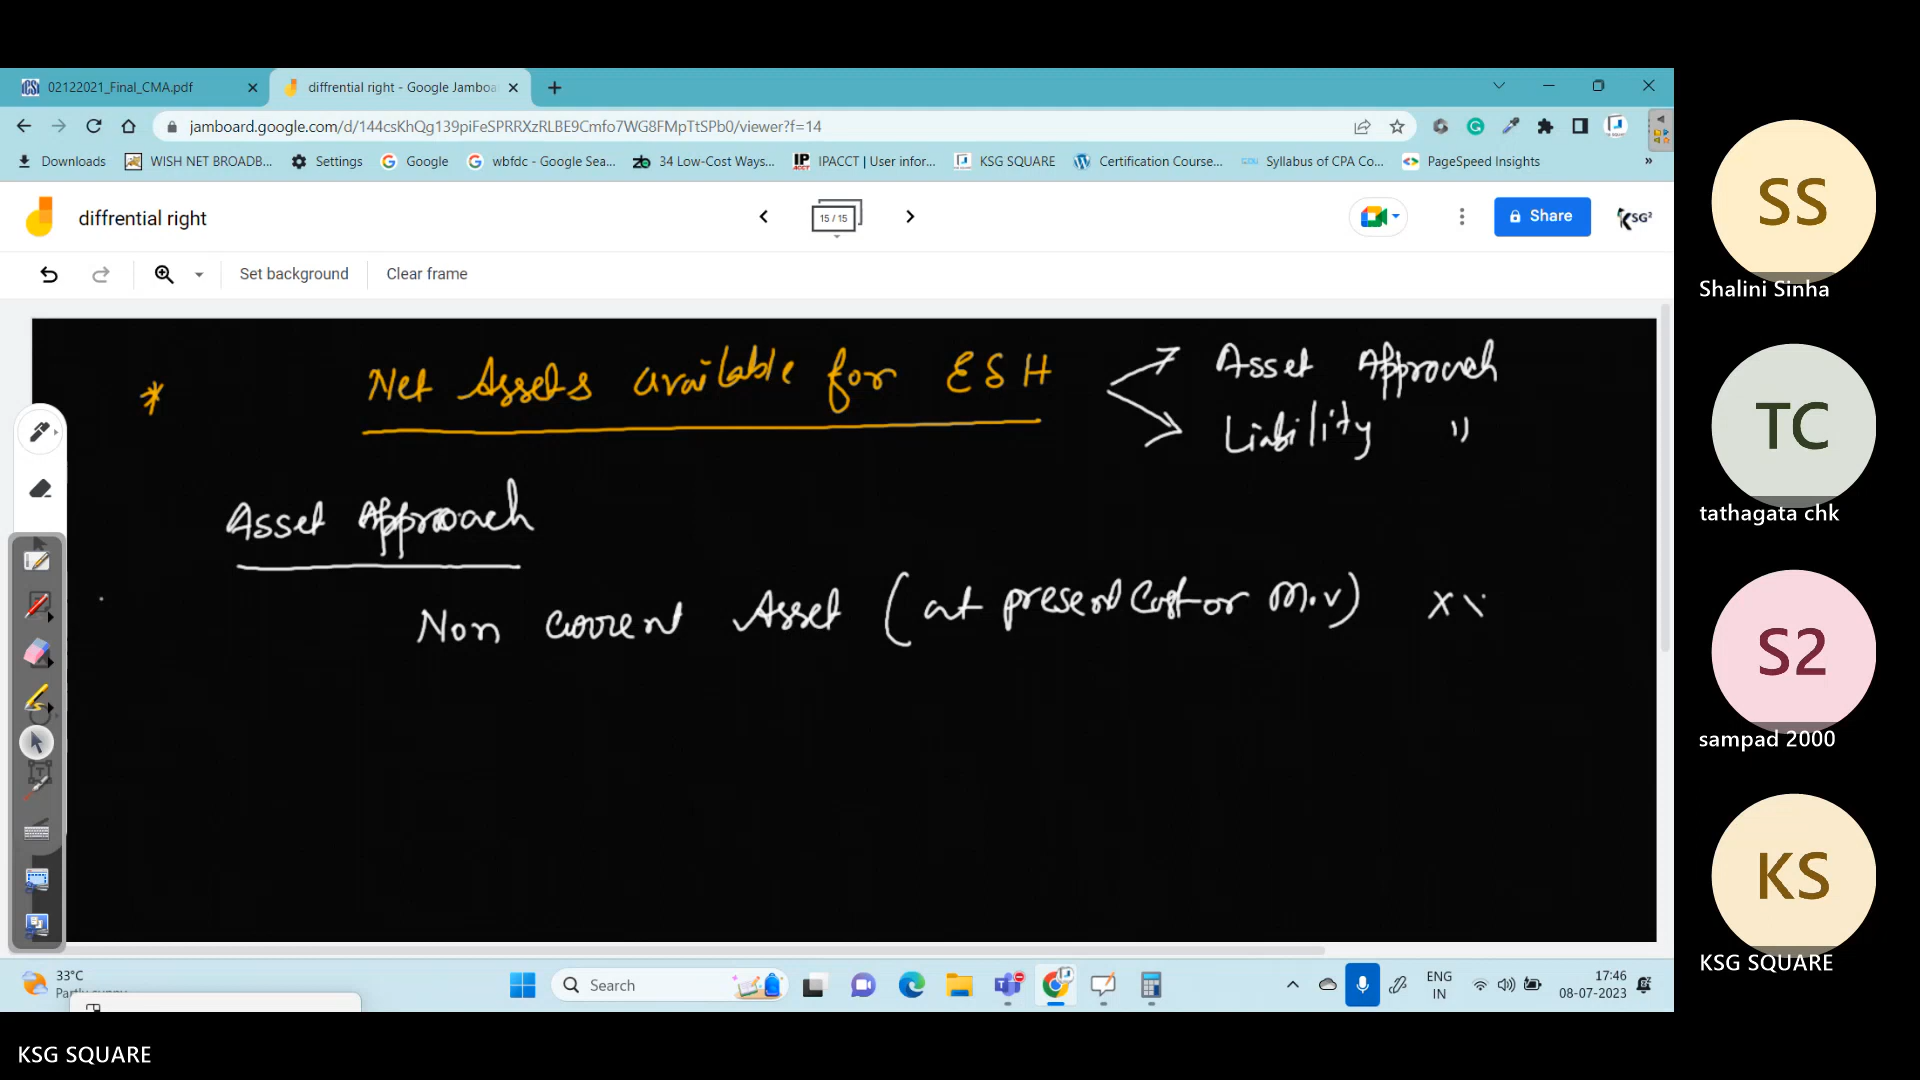 02122021_Final_CMA.pdf
diffrential right - Google Jamboa
jamboard.google.com/d/144csKhQg139piFeSPRRXzRLBE9Cmfo7WG8FMpTtSPb0/viewer?f=14
Downloads WISH NET BROADB... Settings Google wbfdc - Google Sea... 34 Low-Cost Ways... IPACCT | User infor... KSG SQUARE Certification Course... Syllabus of CPA Co... PageSpeed Insights »
diffrential right
15 / 15
Share
KSG²
Set background Clear frame
* Net Assets available for ESH
Asset Approach
Liability "
Asset Approach
Non current Asset (at present Cost or M.V) x
SS
Shalini Sinha
TC
tathagata chk
S2
sampad 2000
KS
KSG SQUARE
33°C
Partly sunny
Search
ENG
IN
17:46
08-07-2023
KSG SQUARE